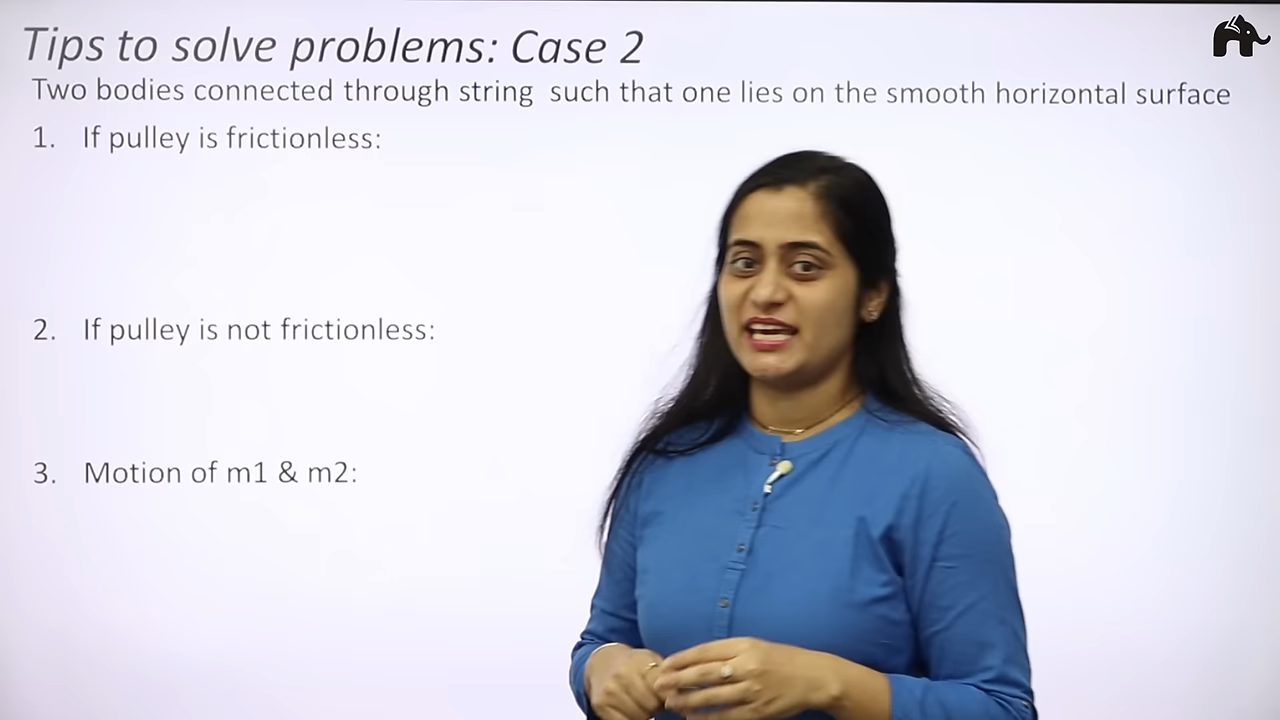 Tips to solve problems: Case 2
Two bodies connected through string such that one lies on the smooth horizontal surface
1. If pulley is frictionless:
2. If pulley is not frictionless:
3. Motion of m1 & m2: